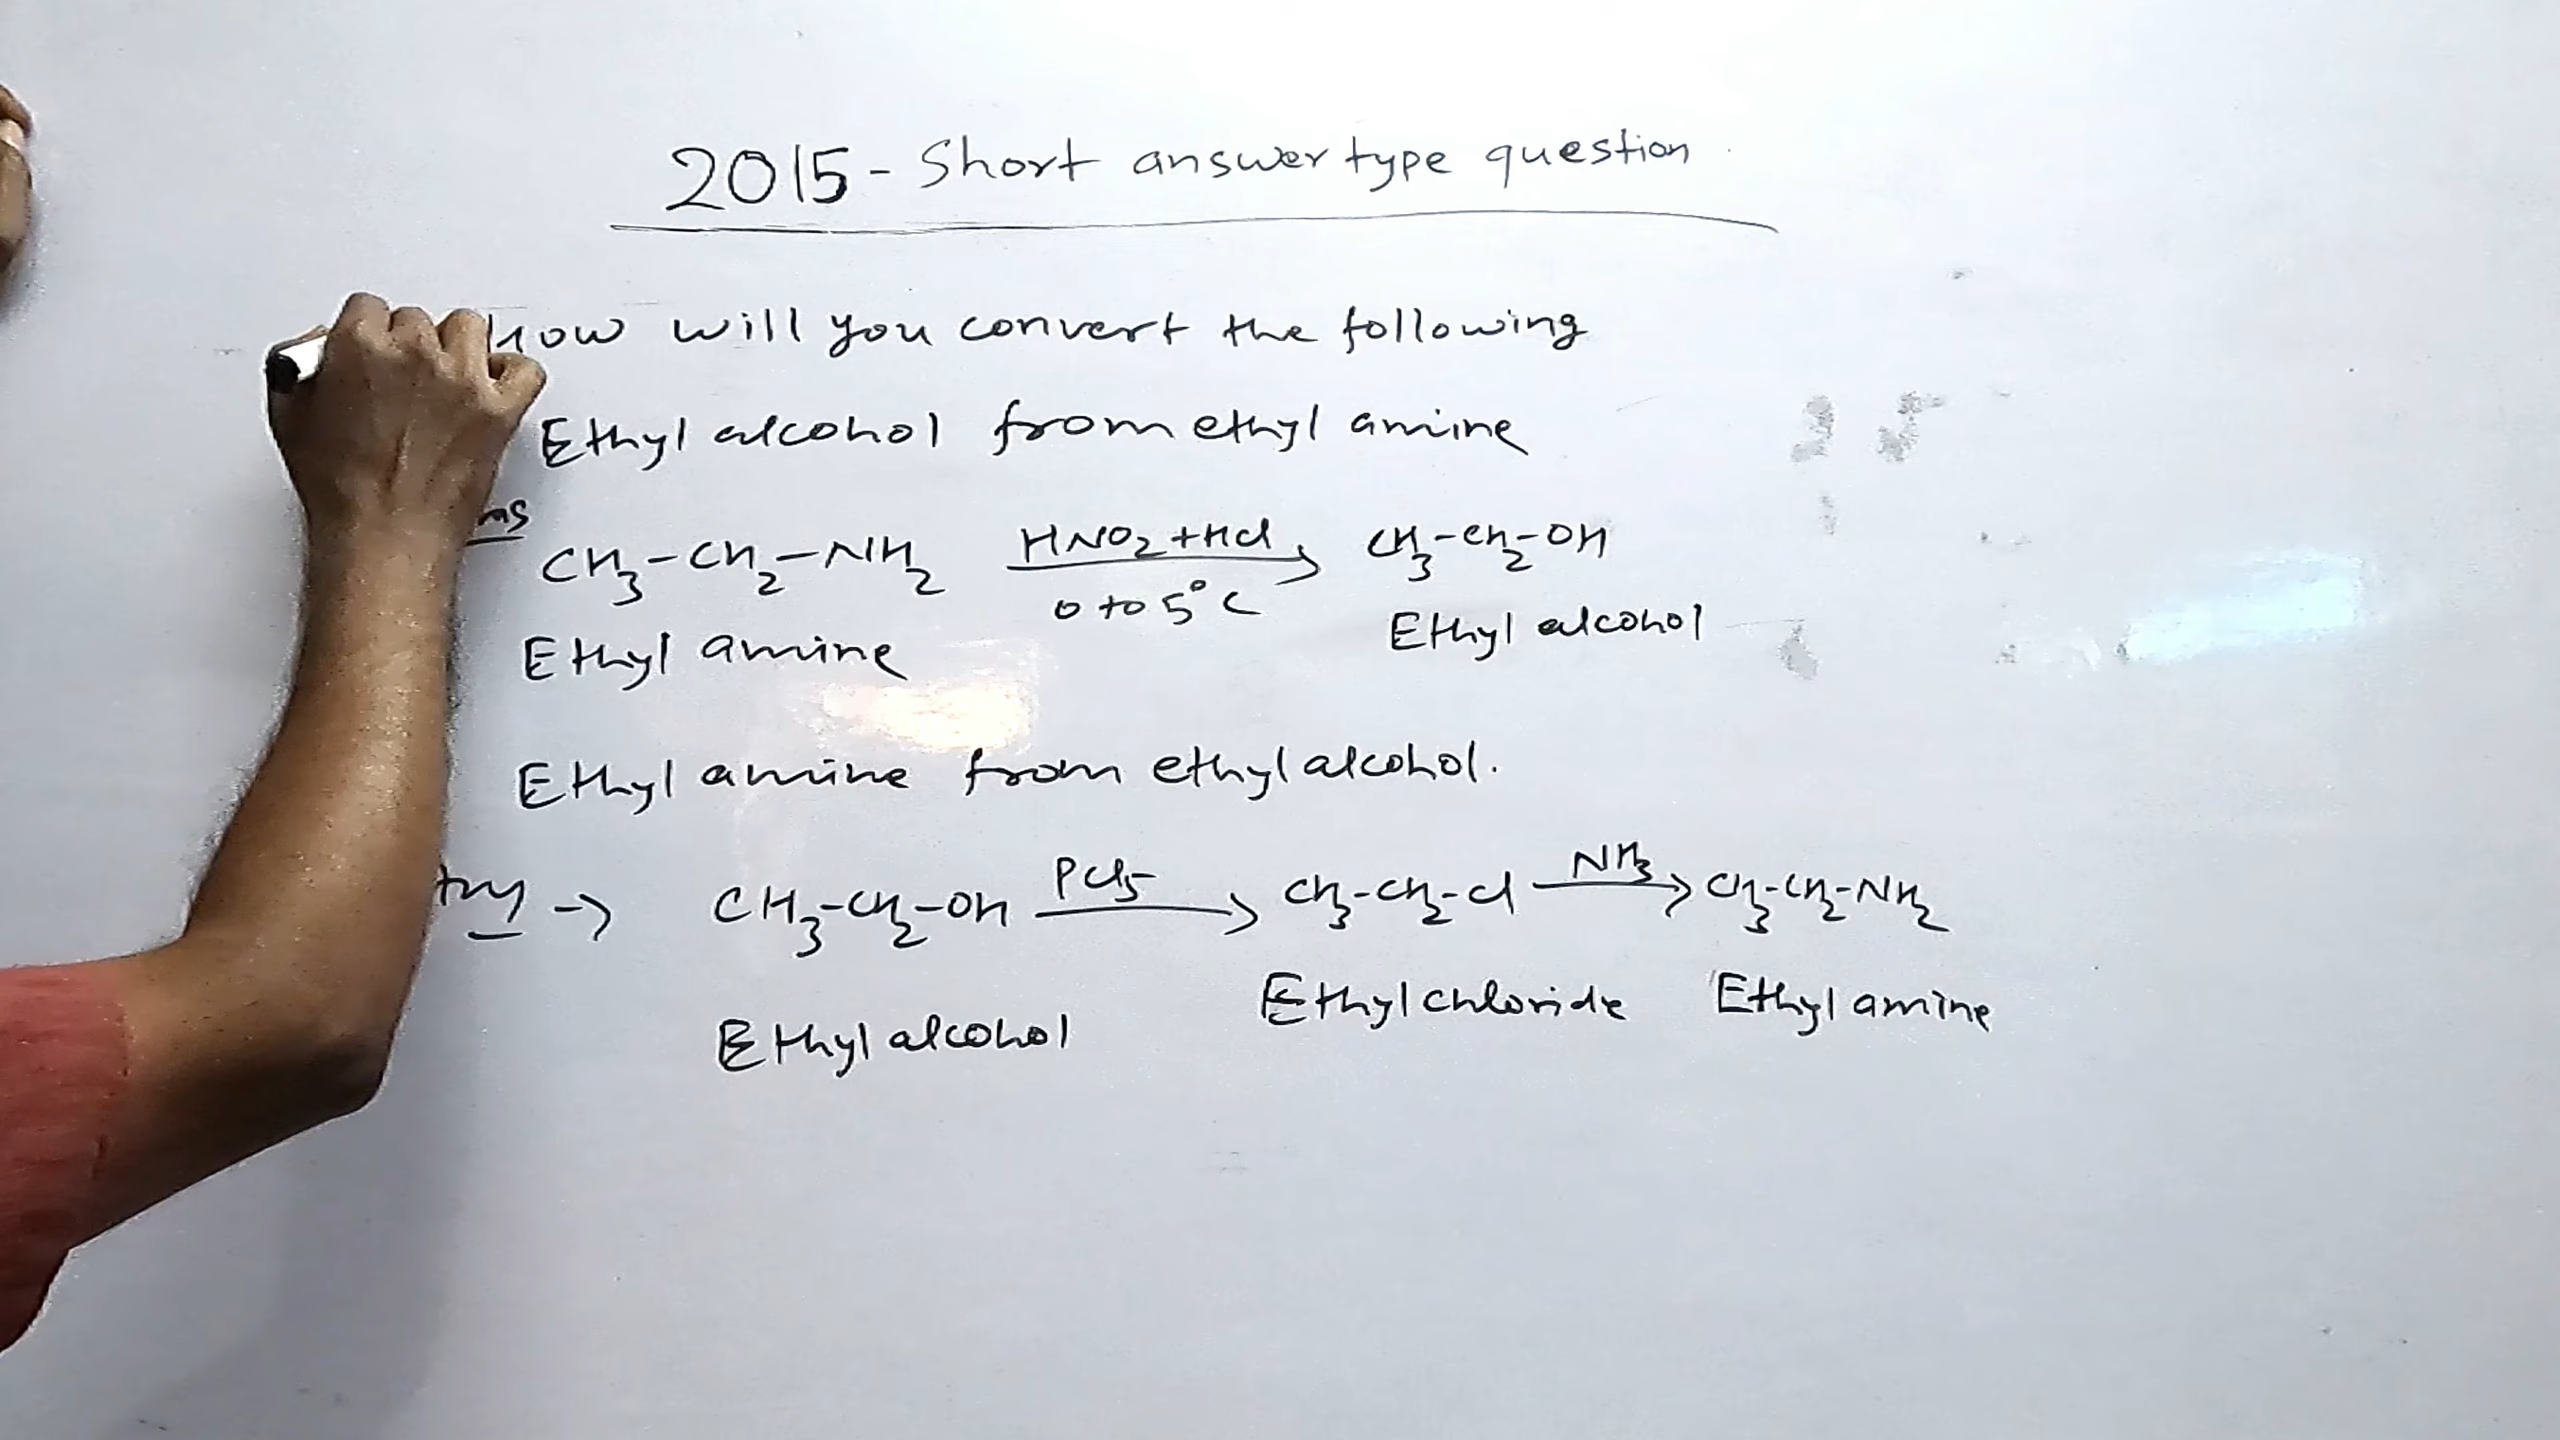 2015 - Short answer type question
How will you convert the following
Ethyl alcohol from ethyl amine
Ans
CH3-CH2-NH2 HNO2+HCl 0 to 5°C CH3-CH2-OH
Ethyl amine Ethyl alcohol
Ethyl amine from ethyl alcohol.
→ CH3-CH2-OH PCl5 → CH3-CH2-Cl NH3 → CH3-CH2-NH2
Ethyl alcohol Ethyl chloride Ethyl amine